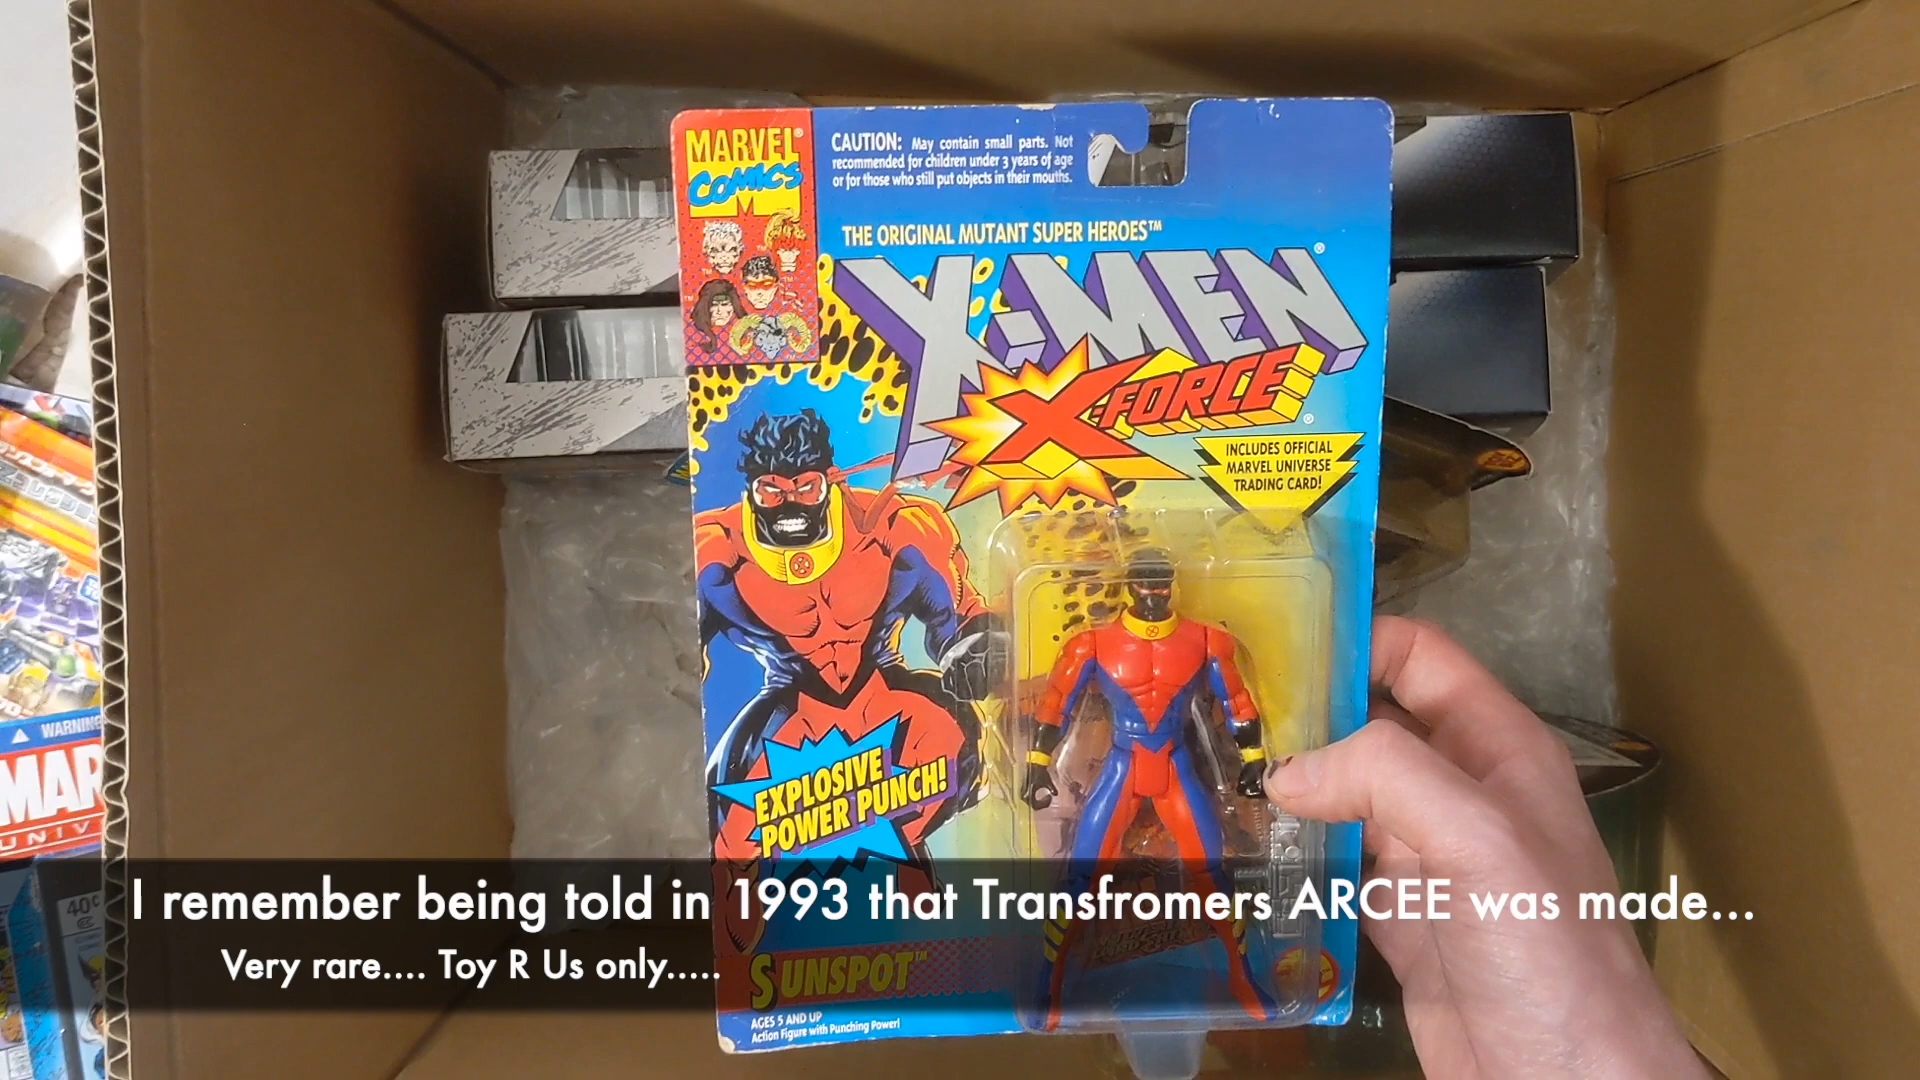 MARVEL
COMICS
CAUTION: May contain small parts. Not
recommended for children under 3 years of age
or for those who still put objects in their mouths.
THE ORIGINAL MUTANT SUPER HEROES™
X-MEN®
X-FORCE®
INCLUDES OFFICIAL
MARVEL UNIVERSE
TRADING CARD!
EXPLOSIVE
POWER PUNCH!
WARNING
MAR
UNIV
40¢
I remember being told in 1993 that Transfromers ARCEE was made...
Very rare.... Toy R Us only.....
SUNSPOT™
AGES 5 AND UP
Action Figure with Punching Power!